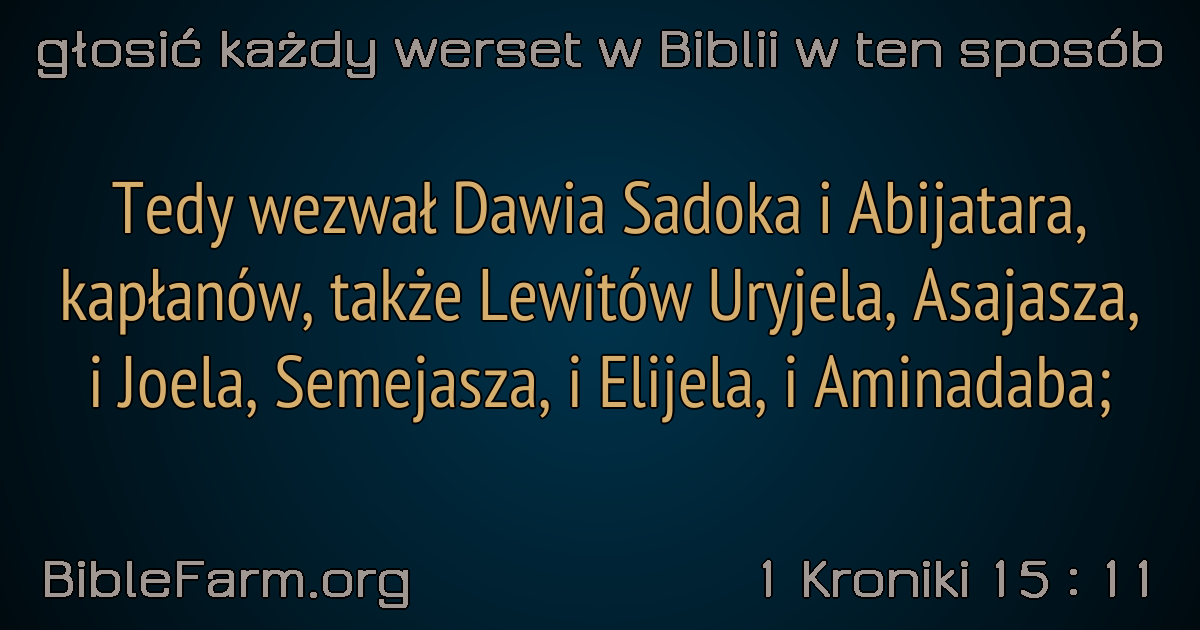 głosić każdy werset w Biblii w ten sposób
Tedy wezwał Dawia Sadoka i Abijatara,
kapłanów, także Lewitów Uryjela, Asajasza,
i Joela, Semejasza, i Elijela, i Aminadaba;
BibleFarm.org
1 Kroniki 15 : 11